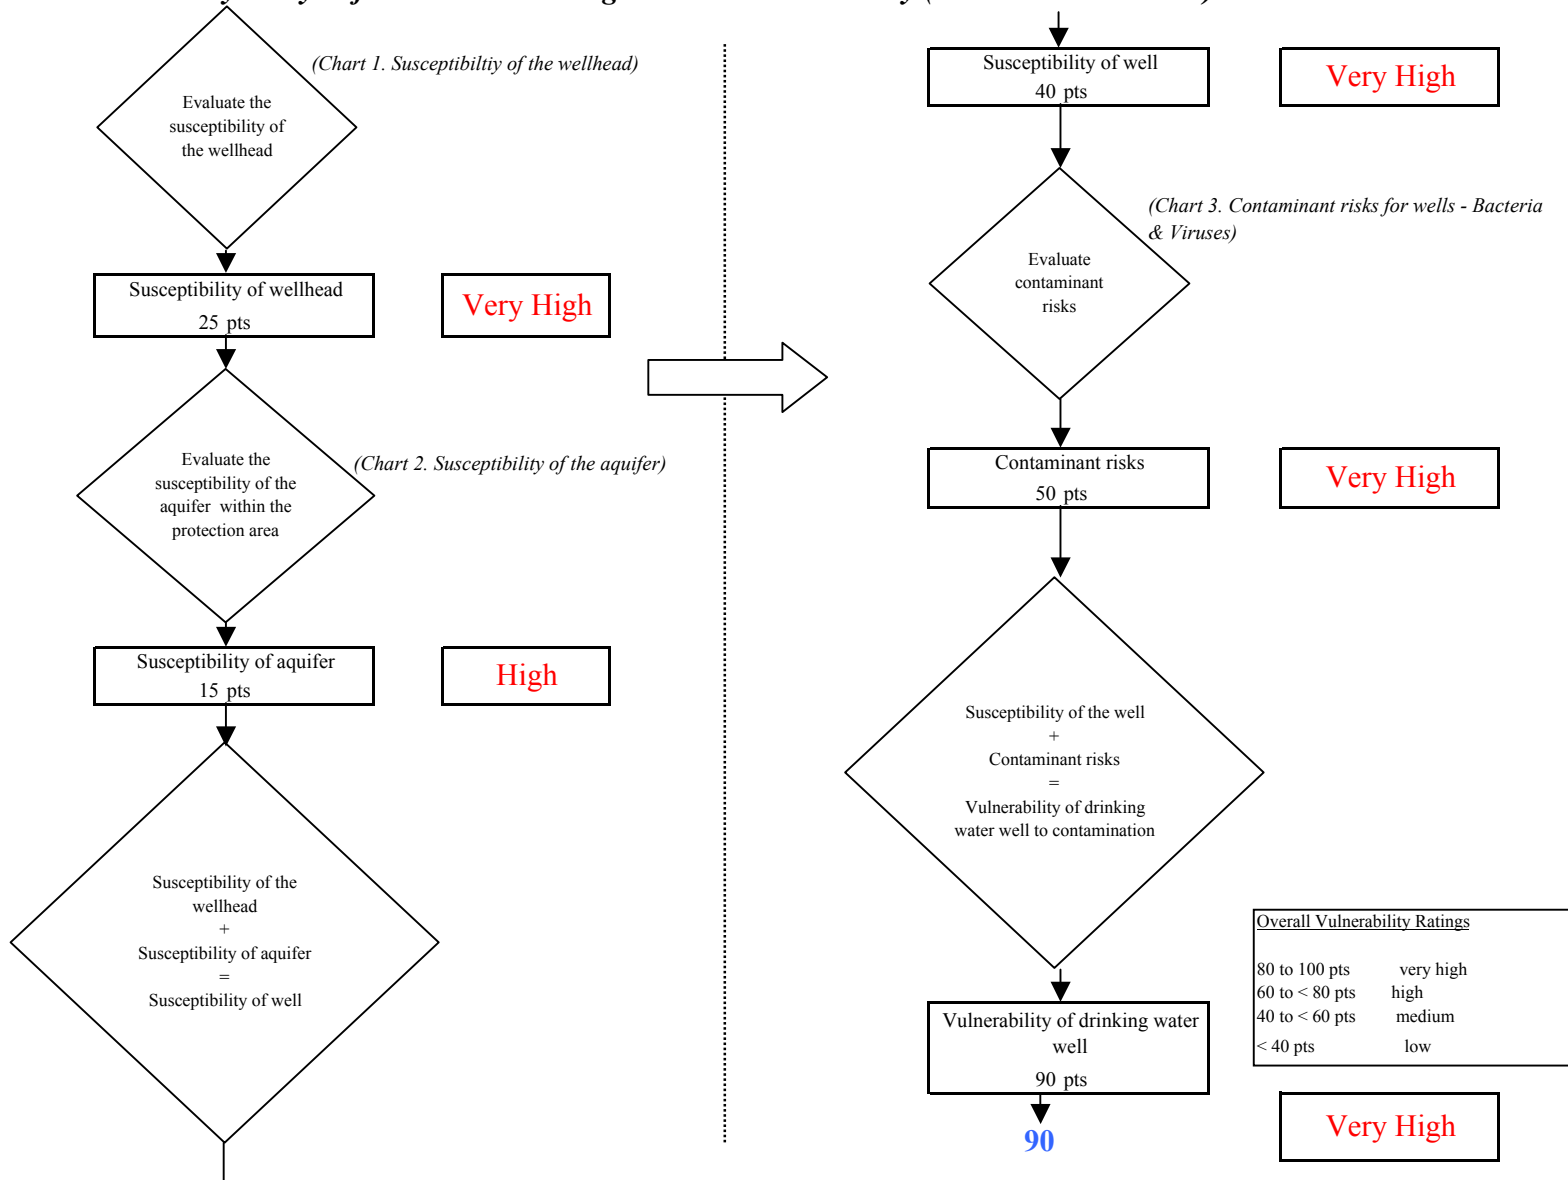 (Chart 1. Susceptibiltiy of the wellhead)
Evaluate the
susceptibility of
the wellhead
Susceptibility of wellhead
25 pts
Very High
Evaluate the
susceptibility of the
aquifer within the
protection area
(Chart 2. Susceptibility of the aquifer)
Susceptibility of aquifer
15 pts
High
Susceptibility of the
wellhead
+
Susceptibility of aquifer
=
Susceptibility of well
Susceptibility of well
40 pts
Very High
(Chart 3. Contaminant risks for wells - Bacteria
& Viruses)
Evaluate
contaminant
risks
Contaminant risks
50 pts
Very High
Susceptibility of the well
+
Contaminant risks
=
Vulnerability of drinking
water well to contamination
Overall Vulnerability Ratings
80 to 100 pts very high
60 to < 80 pts high
40 to < 60 pts medium
< 40 pts low
Vulnerability of drinking water
well
90 pts
90
Very High